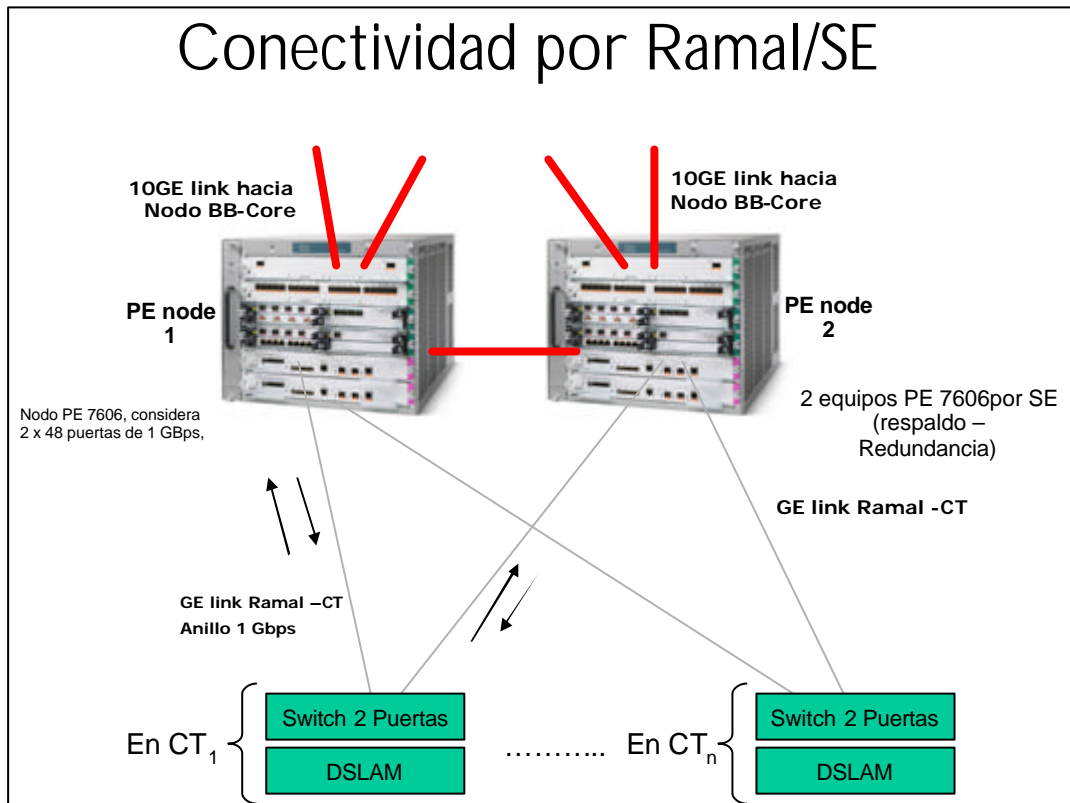 Conectividad por Ramal/SE
10GE link hacia
Nodo BB-Core
10GE link hacia
Nodo BB-Core
PE node
1
PE node
2
Nodo PE 7606, considera
2 x 48 puertas de 1 GBps,
2 equipos PE 7606por SE
(respaldo –
Redundancia)
GE link Ramal -CT
GE link Ramal –CT
Anillo 1 Gbps
En CT1
Switch 2 Puertas
DSLAM
...........
En CTn
Switch 2 Puertas
DSLAM